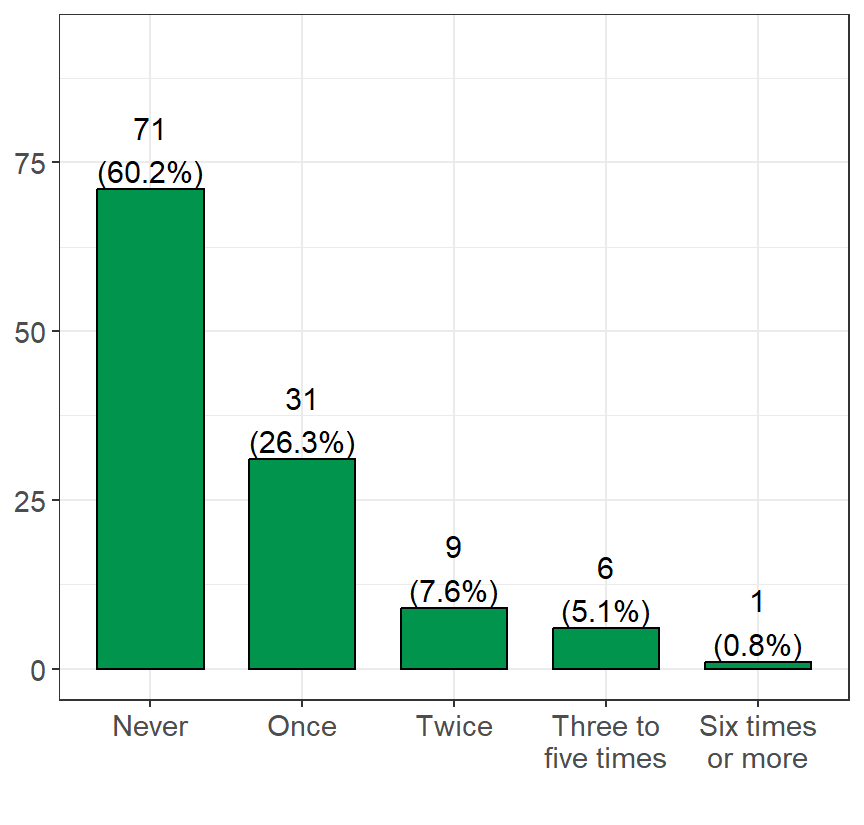 71
(60.2%)
31
(26.3%)
9
(7.6%)
6
(5.1%)
1
(0.8%)
75
50
25
0
Never
Once
Twice
Three to
five times
Six times
or more